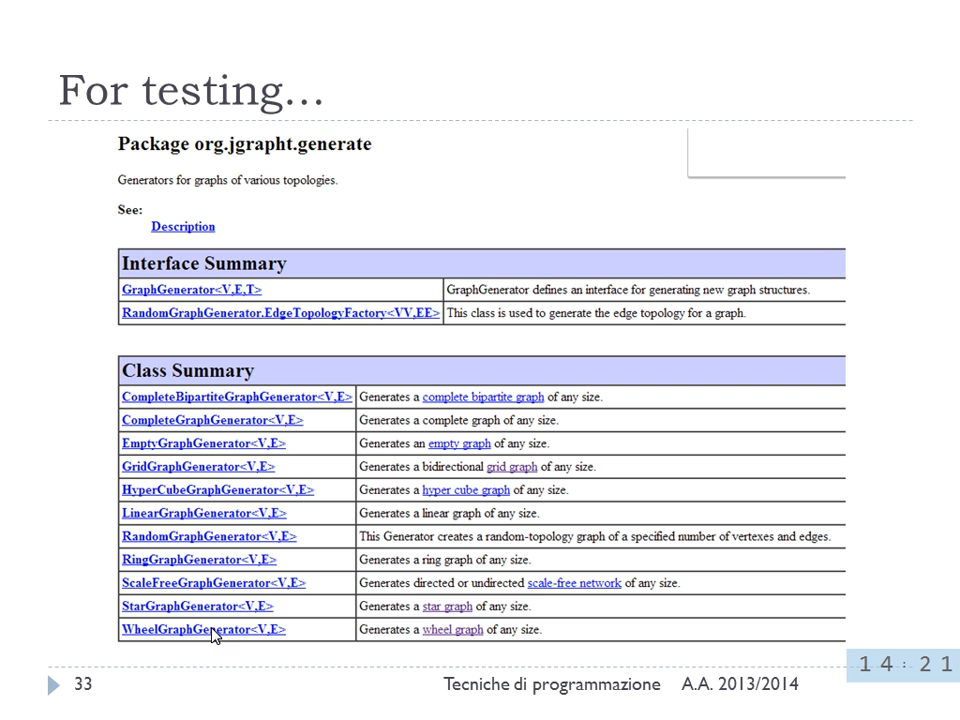 For testing…
Package org.jgrapht.generate
Generators for graphs of various topologies.
See:
Description
Interface Summary
GraphGenerator<V,E,T> GraphGenerator defines an interface for generating new graph structures.
RandomGraphGenerator.EdgeTopologyFactory<VV,EE> This class is used to generate the edge topology for a graph.
Class Summary
CompleteBipartiteGraphGenerator<V,E> Generates a complete bipartite graph of any size.
CompleteGraphGenerator<V,E> Generates a complete graph of any size.
EmptyGraphGenerator<V,E> Generates an empty graph of any size.
GridGraphGenerator<V,E> Generates a bidirectional grid graph of any size.
HyperCubeGraphGenerator<V,E> Generates a hyper cube graph of any size.
LinearGraphGenerator<V,E> Generates a linear graph of any size.
RandomGraphGenerator<V,E> This Generator creates a random-topology graph of a specified number of vertexes and edges.
RingGraphGenerator<V,E> Generates a ring graph of any size.
ScaleFreeGraphGenerator<V,E> Generates directed or undirected scale-free network of any size.
StarGraphGenerator<V,E> Generates a star graph of any size.
WheelGraphGenerator<V,E> Generates a wheel graph of any size.
14:21
33 Tecniche di programmazione A.A. 2013/2014